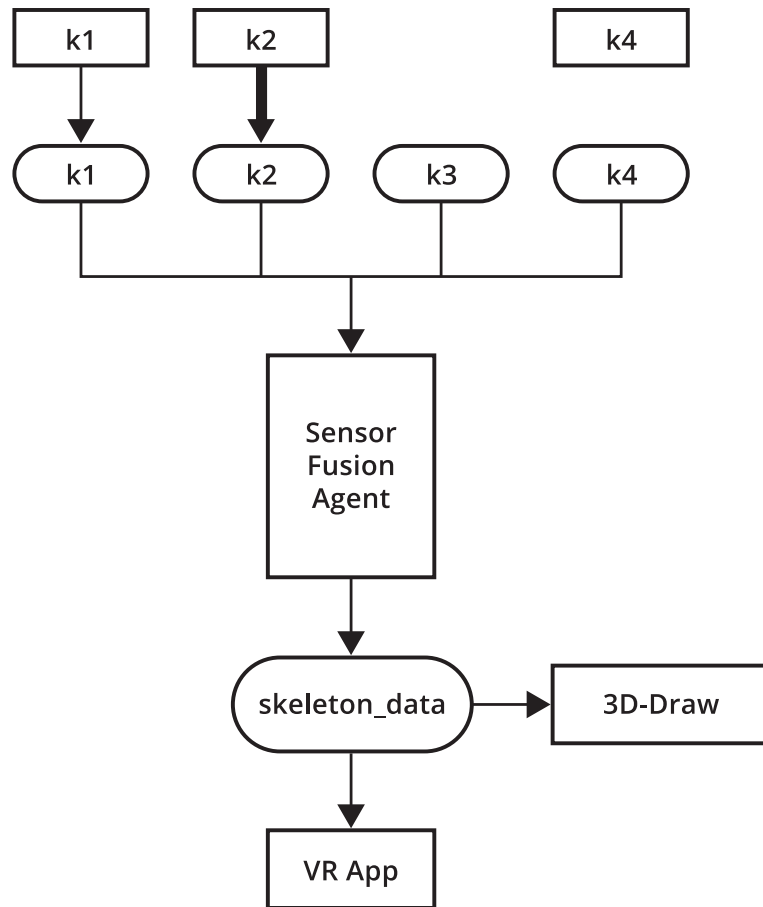 k1
k2
k4
k1
k2
k3
k4
Sensor
Fusion
Agent
skeleton_data
3D-Draw
VR App